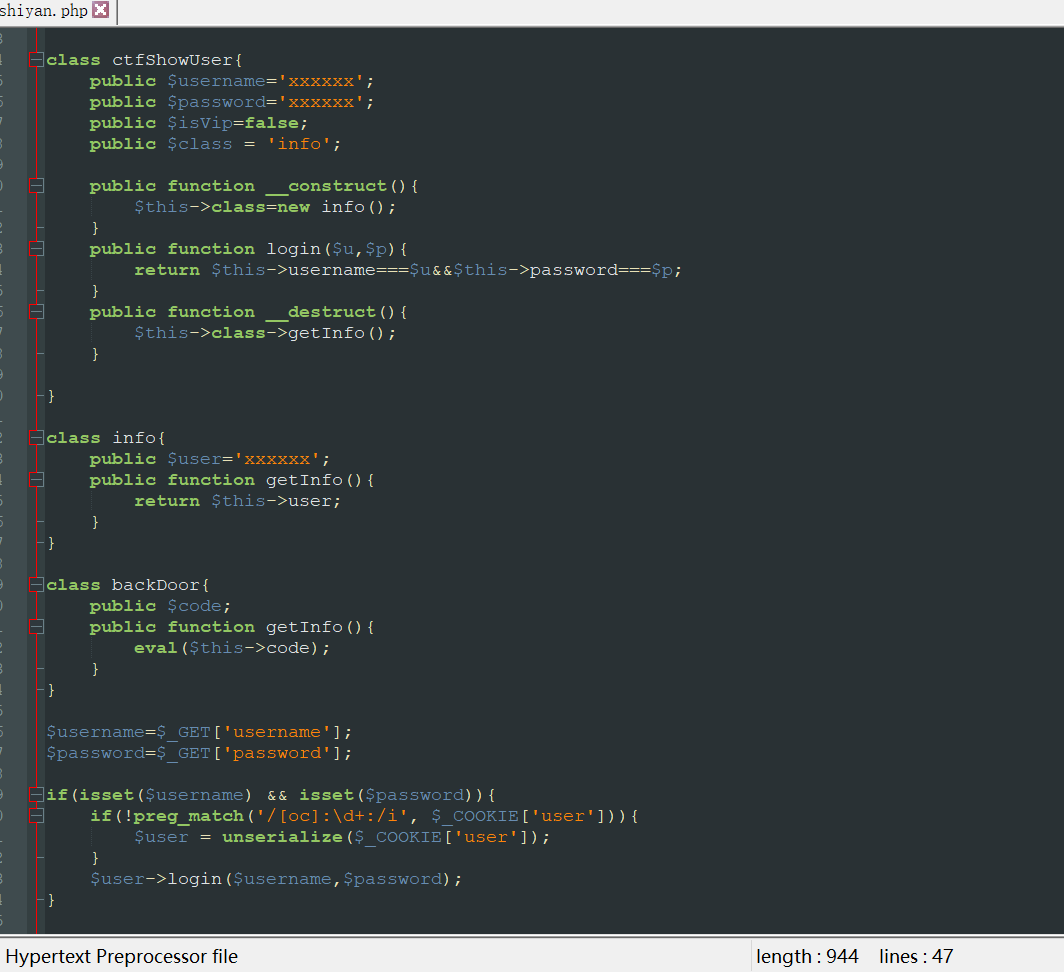 shiyan.php
class ctfShowUser{
public $username='xxxxxx';
public $password='xxxxxx';
public $isVip=false;
public $class = 'info';
public function __construct(){
$this->class=new info();
}
public function login($u,$p){
return $this->username===$u&&$this->password===$p;
}
public function __destruct(){
$this->class->getInfo();
}
}
class info{
public $user='xxxxxx';
public function getInfo(){
return $this->user;
}
}
class backDoor{
public $code;
public function getInfo(){
eval($this->code);
}
}
$username=$_GET['username'];
$password=$_GET['password'];
if(isset($username) && isset($password)){
if(!preg_match('/[oc]:\d+:/i', $_COOKIE['user'])){
$user = unserialize($_COOKIE['user']);
}
$user->login($username,$password);
}
Hypertext Preprocessor file
length : 944 lines : 47